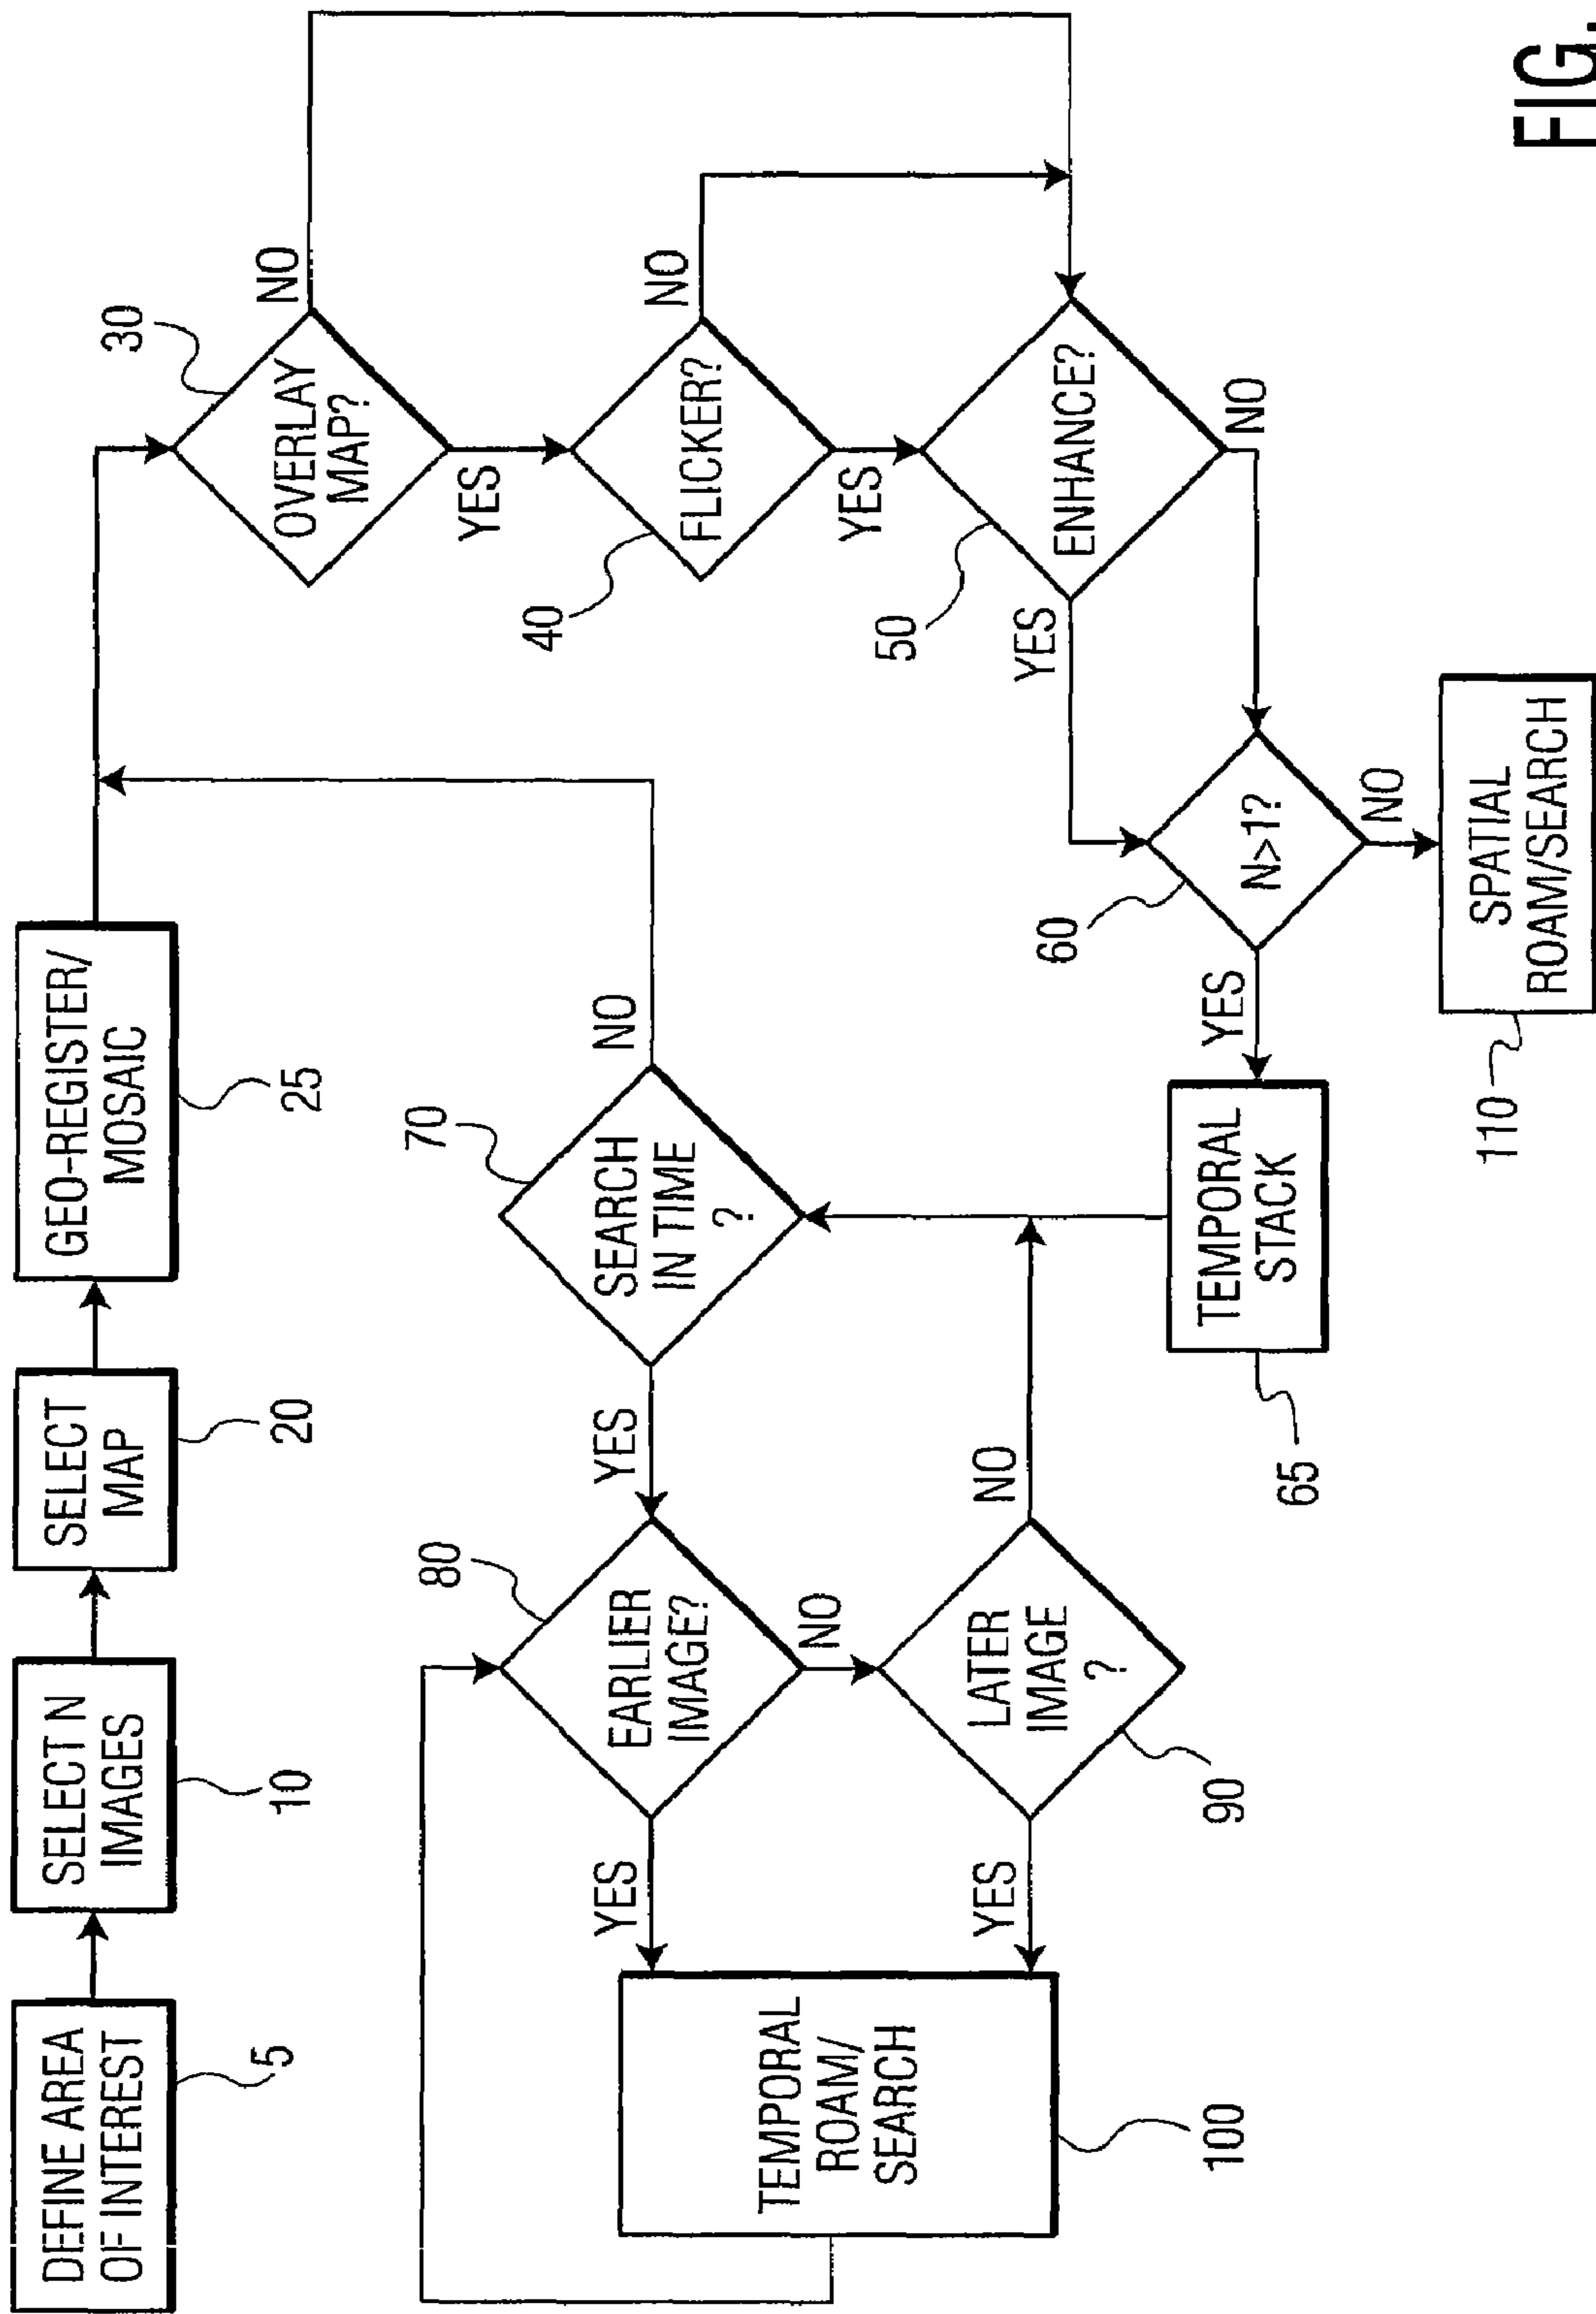 DEFINE AREA
OF INTEREST
5
SELECT N
IMAGES
10
SELECT
MAP
20
GEO-REGISTER/
MOSAIC
25
OVERLAY
MAP?
30
NO
YES
FLICKER?
40
NO
YES
ENHANCE?
50
YES
NO
N>1?
60
YES
NO
SPATIAL
ROAM/SEARCH
110
TEMPORAL
STACK
65
SEARCH
IN TIME
?
70
NO
YES
EARLIER
IMAGE?
80
YES
NO
LATER
IMAGE
?
90
NO
YES
TEMPORAL
ROAM/
SEARCH
100
FIG.